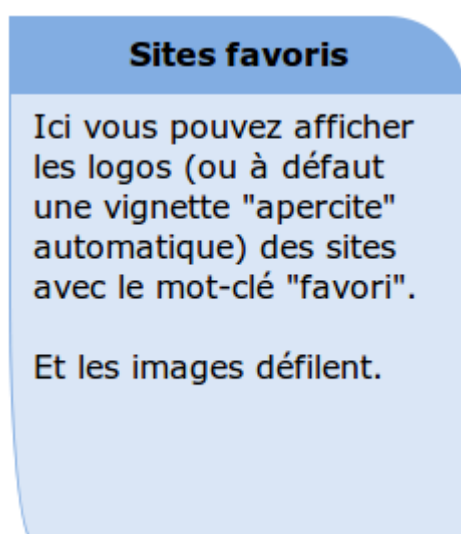 Sites favoris
Ici vous pouvez afficher
les logos (ou à défaut
une vignette "apercite"
automatique) des sites
avec le mot-clé "favori".
Et les images défilent.